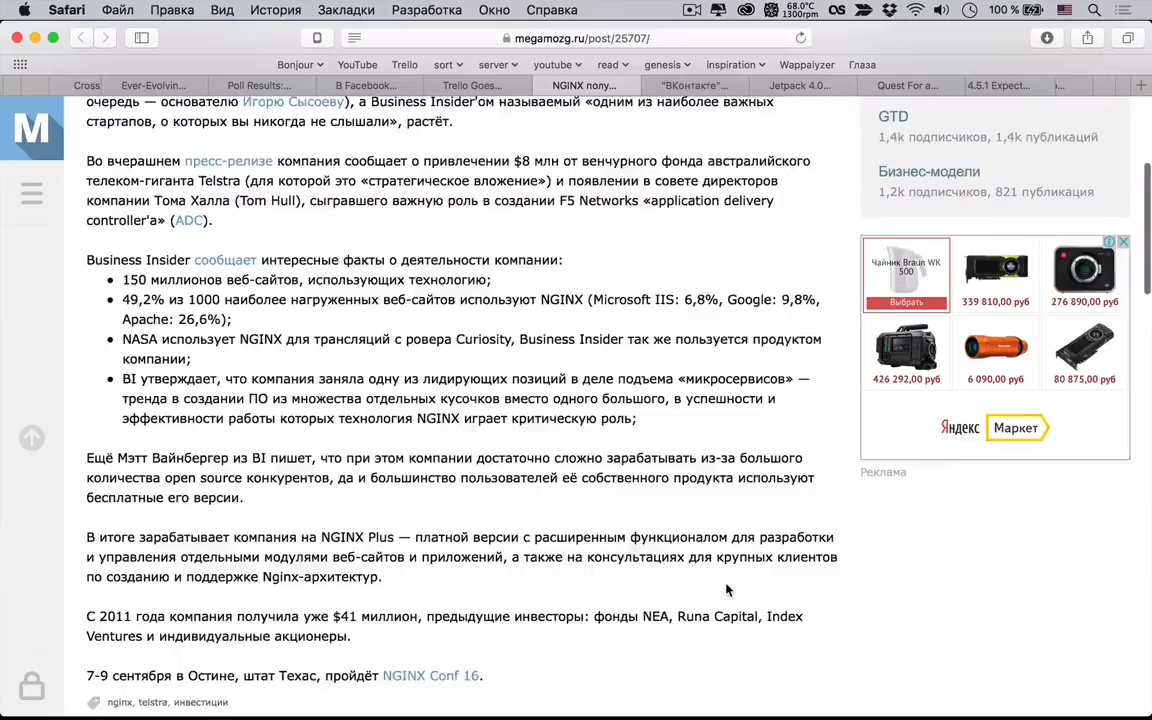 Safari Файл Правка Вид История Закладки Разработка Окно Справка
68.0°C
1300rpm
100 %
megamozg.ru/post/25707/
Bonjour YouTube Trello sort server youtube read genesis inspiration Wappalyzer Глаза
Cross Ever-Evolvin... Poll Results:... В Facebook... Trello Goes... NGINX полу... "ВКонтакте"... Jetpack 4.0... Quest For a... 4.5.1 Expect...
M
очередь — основателю Игорю Сысоеву), а Business Insider'ом называемый «одним из наиболее важных
стартапов, о которых вы никогда не слышали», растёт.
Во вчерашнем пресс-релизе компания сообщает о привлечении $8 млн от венчурного фонда австралийского
телеком-гиганта Telstra (для которой это «стратегическое вложение») и появлении в совете директоров
компании Тома Халла (Tom Hull), сыгравшего важную роль в создании F5 Networks «application delivery
controller'а» (ADC).
Business Insider сообщает интересные факты о деятельности компании:
150 миллионов веб-сайтов, использующих технологию;
49,2% из 1000 наиболее нагруженных веб-сайтов используют NGINX (Microsoft IIS: 6,8%, Google: 9,8%,
Apache: 26,6%);
NASA использует NGINX для трансляций с ровера Curiosity, Business Insider так же пользуется продуктом
компании;
BI утверждает, что компания заняла одну из лидирующих позиций в деле подъема «микросервисов» —
тренда в создании ПО из множества отдельных кусочков вместо одного большого, в успешности и
эффективности работы которых технология NGINX играет критическую роль;
Ещё Мэтт Вайнбергер из BI пишет, что при этом компании достаточно сложно зарабатывать из-за большого
количества open source конкурентов, да и большинство пользователей её собственного продукта используют
бесплатные его версии.
В итоге зарабатывает компания на NGINX Plus — платной версии с расширенным функционалом для разработки
и управления отдельными модулями веб-сайтов и приложений, а также на консультациях для крупных клиентов
по созданию и поддержке Nginx-архитектур.
С 2011 года компания получила уже $41 миллион, предыдущие инвесторы: фонды NEA, Runa Capital, Index
Ventures и индивидуальные акционеры.
7-9 сентября в Остине, штат Техас, пройдёт NGINX Conf 16.
nginx, telstra, инвестиции
GTD
1,4k подписчиков, 1,4k публикаций
Бизнес-модели
1,2k подписчиков, 821 публикация
Чайник Braun WK
500
Выбрать
339 810,00 руб
276 890,00 руб
426 292,00 руб
6 090,00 руб
80 875,00 руб
Яндекс Маркет
Реклама